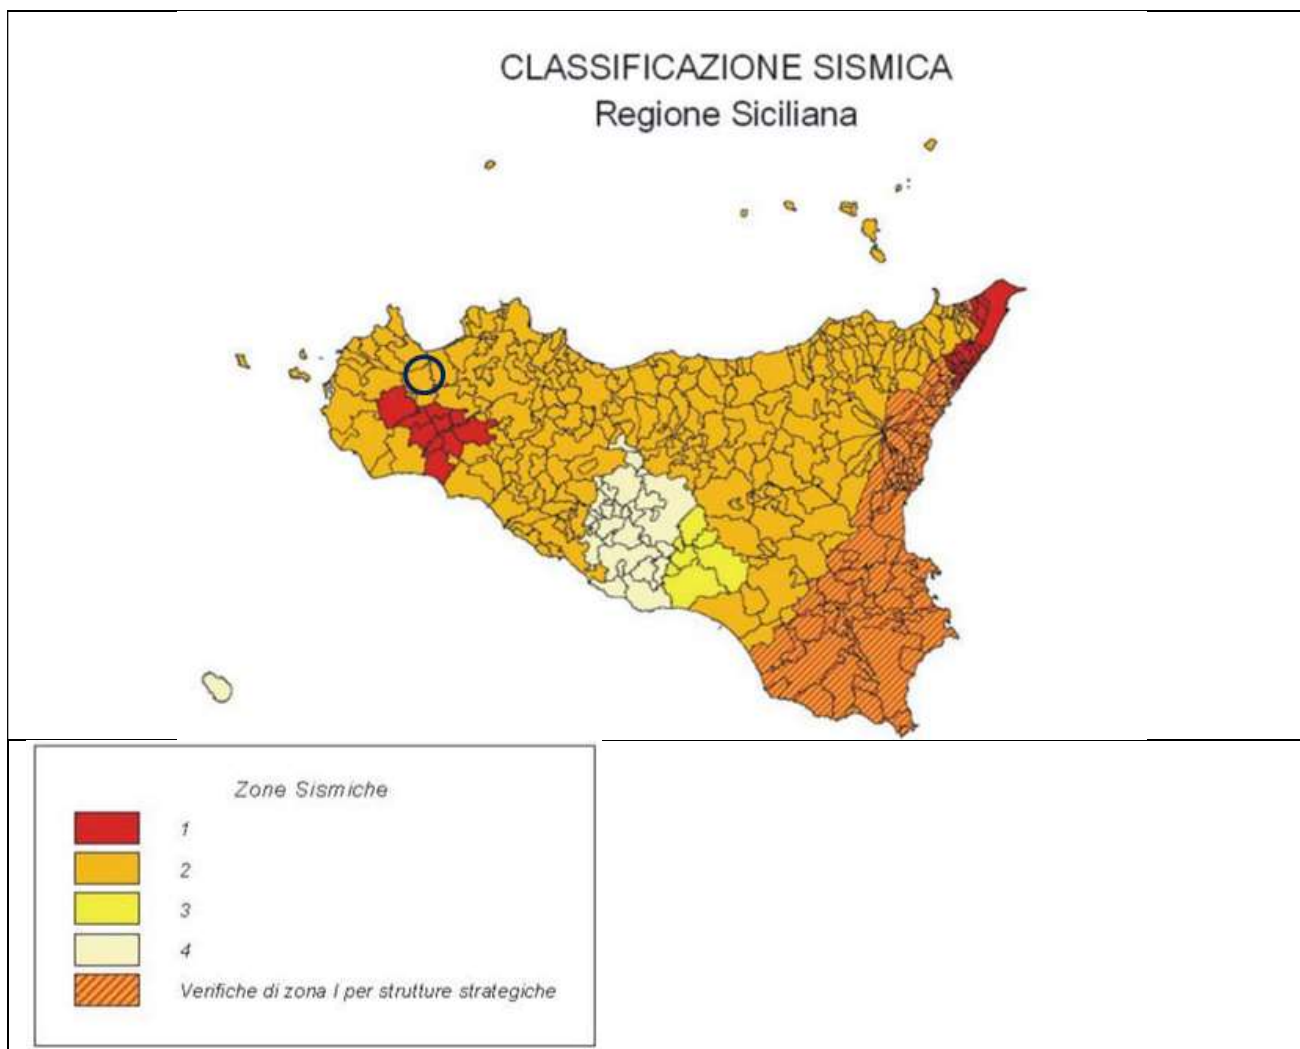 CLASSIFICAZIONE SISMICA
Regione Siciliana
Zone Sismiche
1
2
3
4
Verifiche di zona I per strutture strategiche